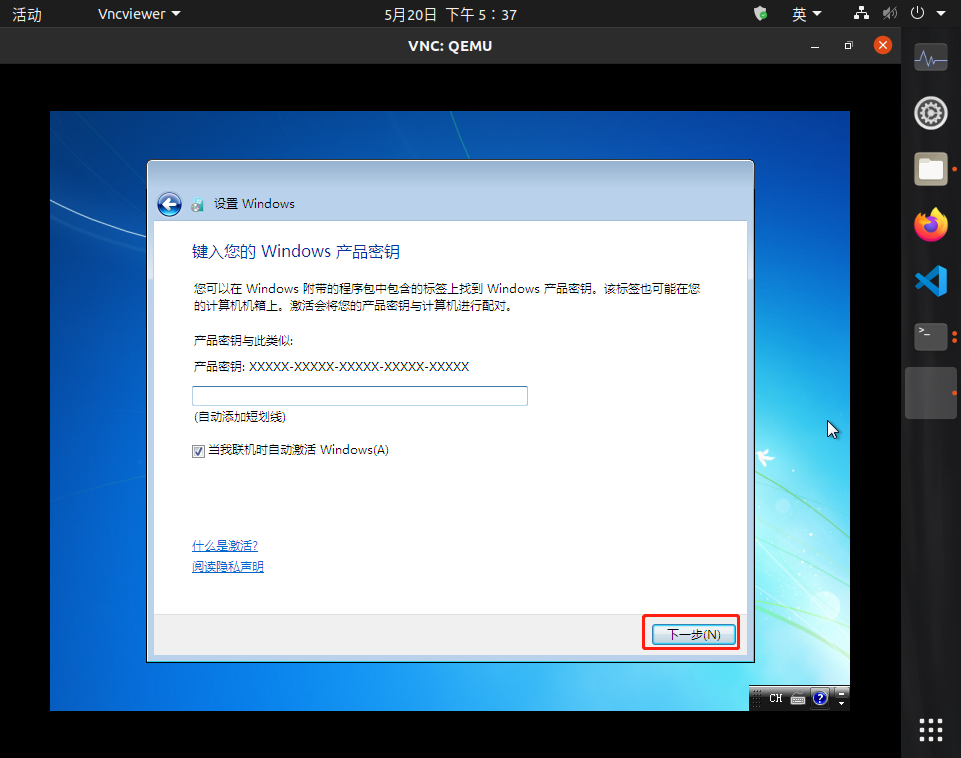 活动
Vncviewer
5月20日 下午 5：37
英
VNC: QEMU
设置 Windows
键入您的 Windows 产品密钥
您可以在 Windows 附带的程序包中包含的标签上找到 Windows 产品密钥。该标签也可能在您
的计算机机箱上。激活会将您的产品密钥与计算机进行配对。
产品密钥与此类似:
产品密钥: XXXXX-XXXXX-XXXXX-XXXXX-XXXXX
(自动添加短划线)
当我联机时自动激活 Windows(A)
什么是激活?
阅读隐私声明
下一步(N)
CH